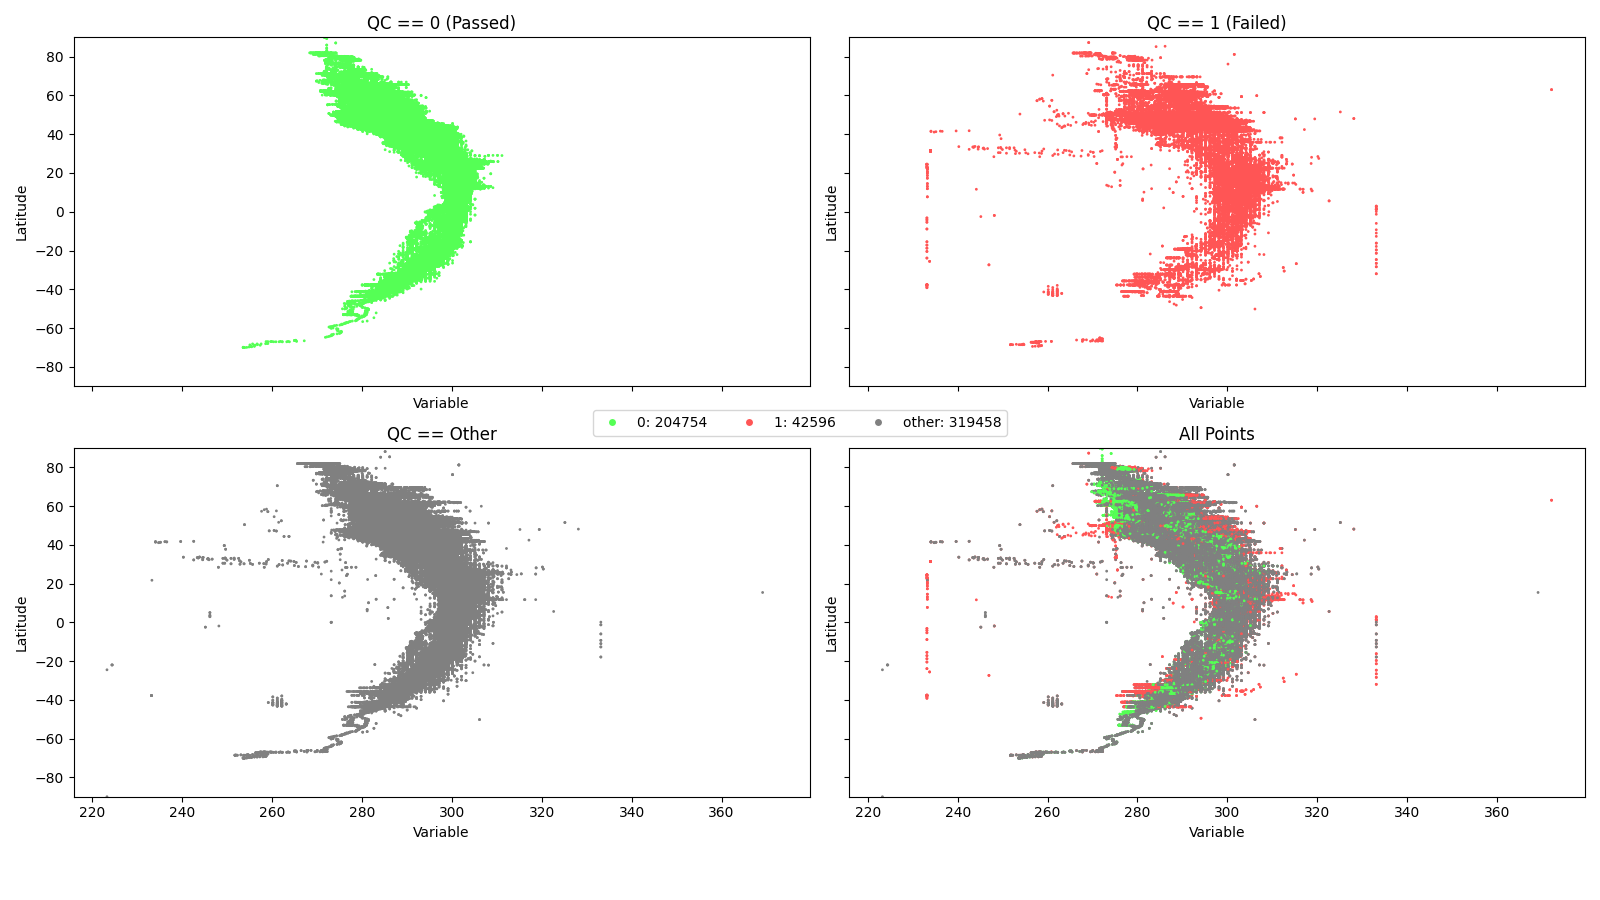 QC == 0 (Passed)
QC == 1 (Failed)
80
60
40
20
0
−20
−40
−60
−80
Latitude
Latitude
Variable
Variable
0: 204754
1: 42596
other: 319458
QC == Other
All Points
80
60
40
20
0
−20
−40
−60
−80
Latitude
Latitude
220
240
260
280
300
320
340
360
220
240
260
280
300
320
340
360
Variable
Variable